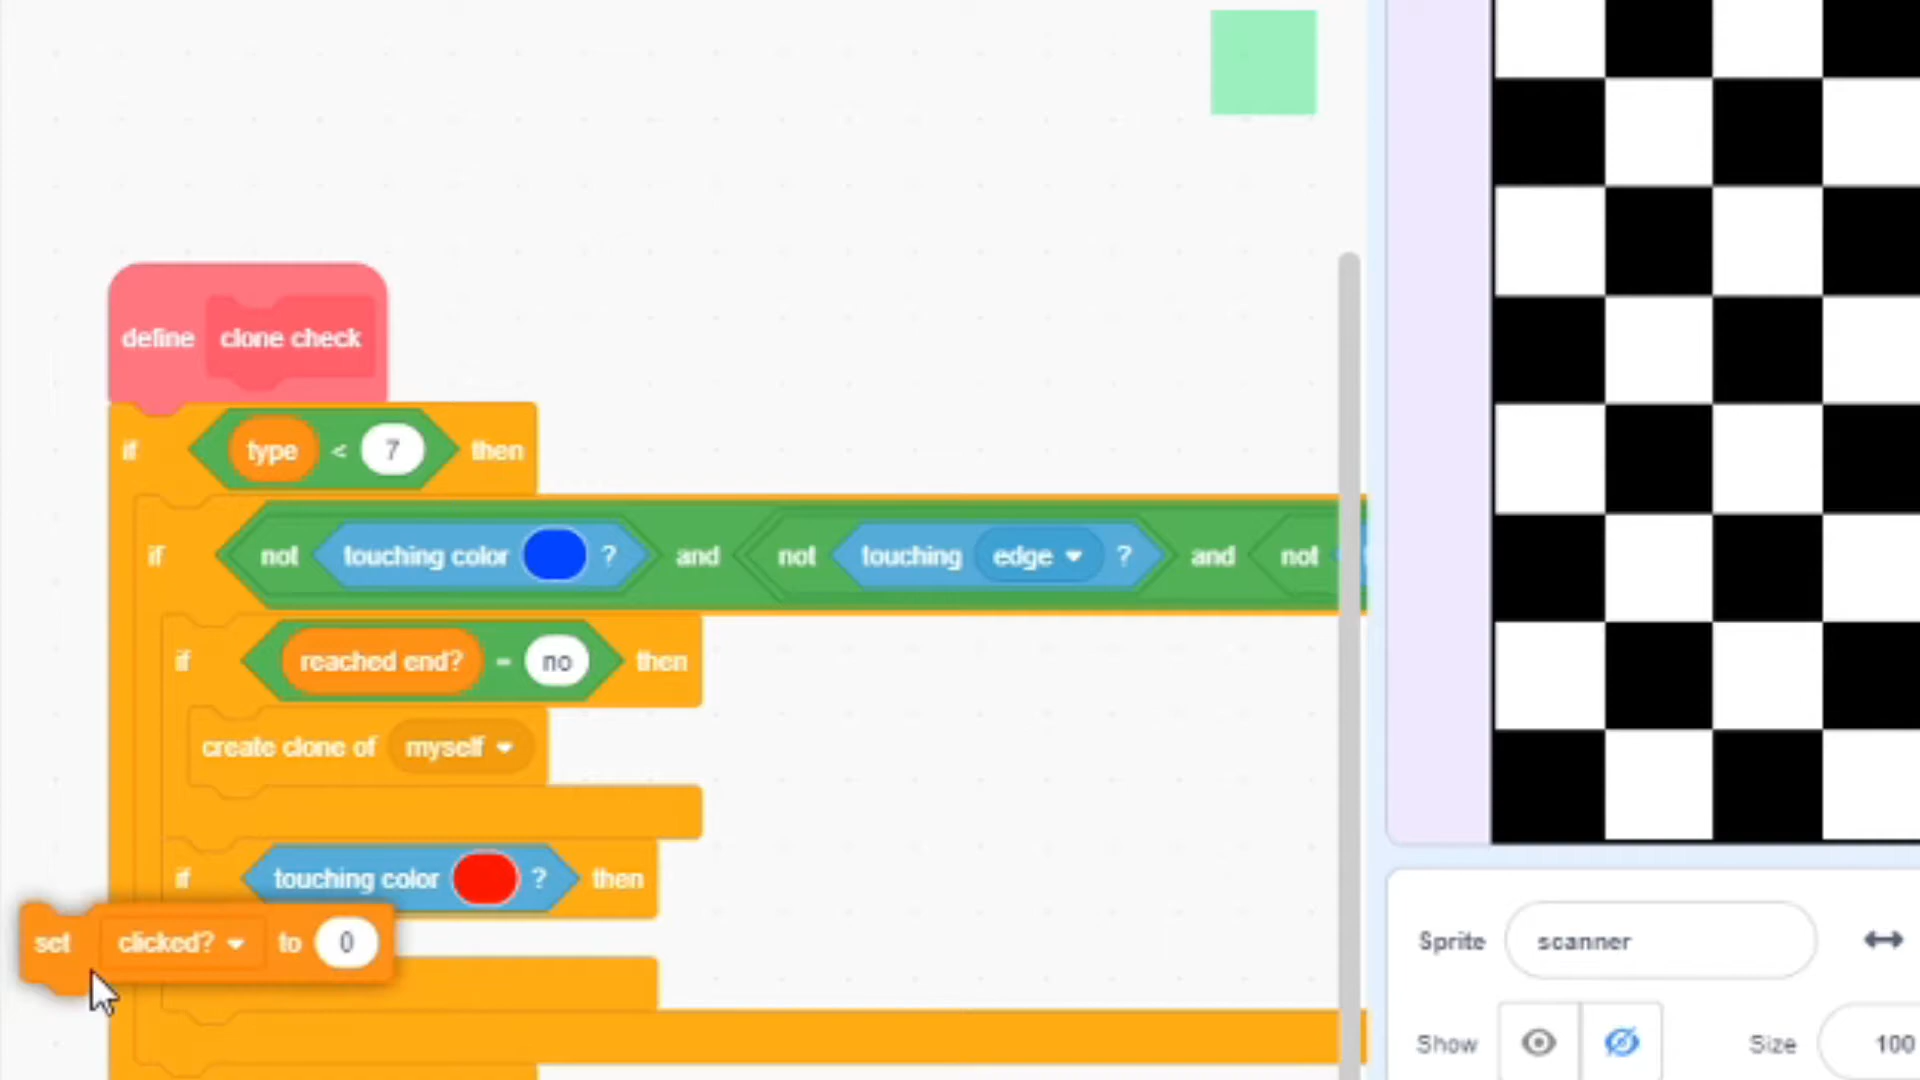 define clone check
if type < 7 then
if not touching color ? and not touching edge ? and not
if reached end? = no then
create clone of myself
if touching color ? then
set clicked? to 0
Sprite scanner
Show Size 100